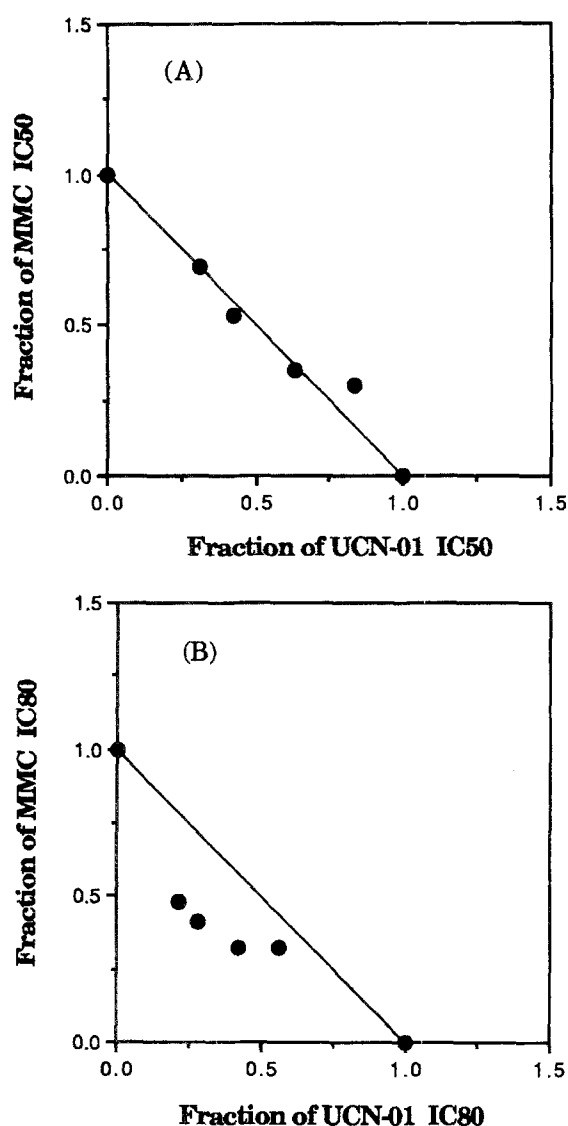 (A)
Fraction of MMC IC50
1.5
1.0
0.5
0.0
0.0 0.5 1.0 1.5
Fraction of UCN-01 IC50
(B)
Fraction of MMC IC80
1.5
1.0
0.5
0.0
0.0 0.5 1.0 1.5
Fraction of UCN-01 IC80